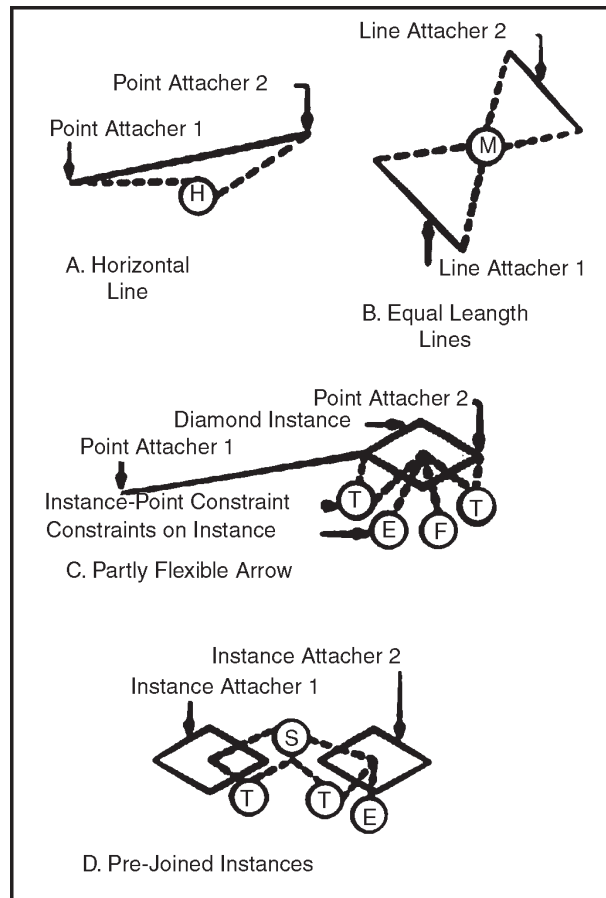 Point Attacher 2
Point Attacher 1
H
A. Horizontal
Line
Line Attacher 2
M
Line Attacher 1
B. Equal Leangth
Lines
Point Attacher 2
Diamond Instance
Point Attacher 1
Instance-Point Constraint
Constraints on Instance
T
E
F
T
C. Partly Flexible Arrow
Instance Attacher 2
Instance Attacher 1
S
T
T
E
D. Pre-Joined Instances